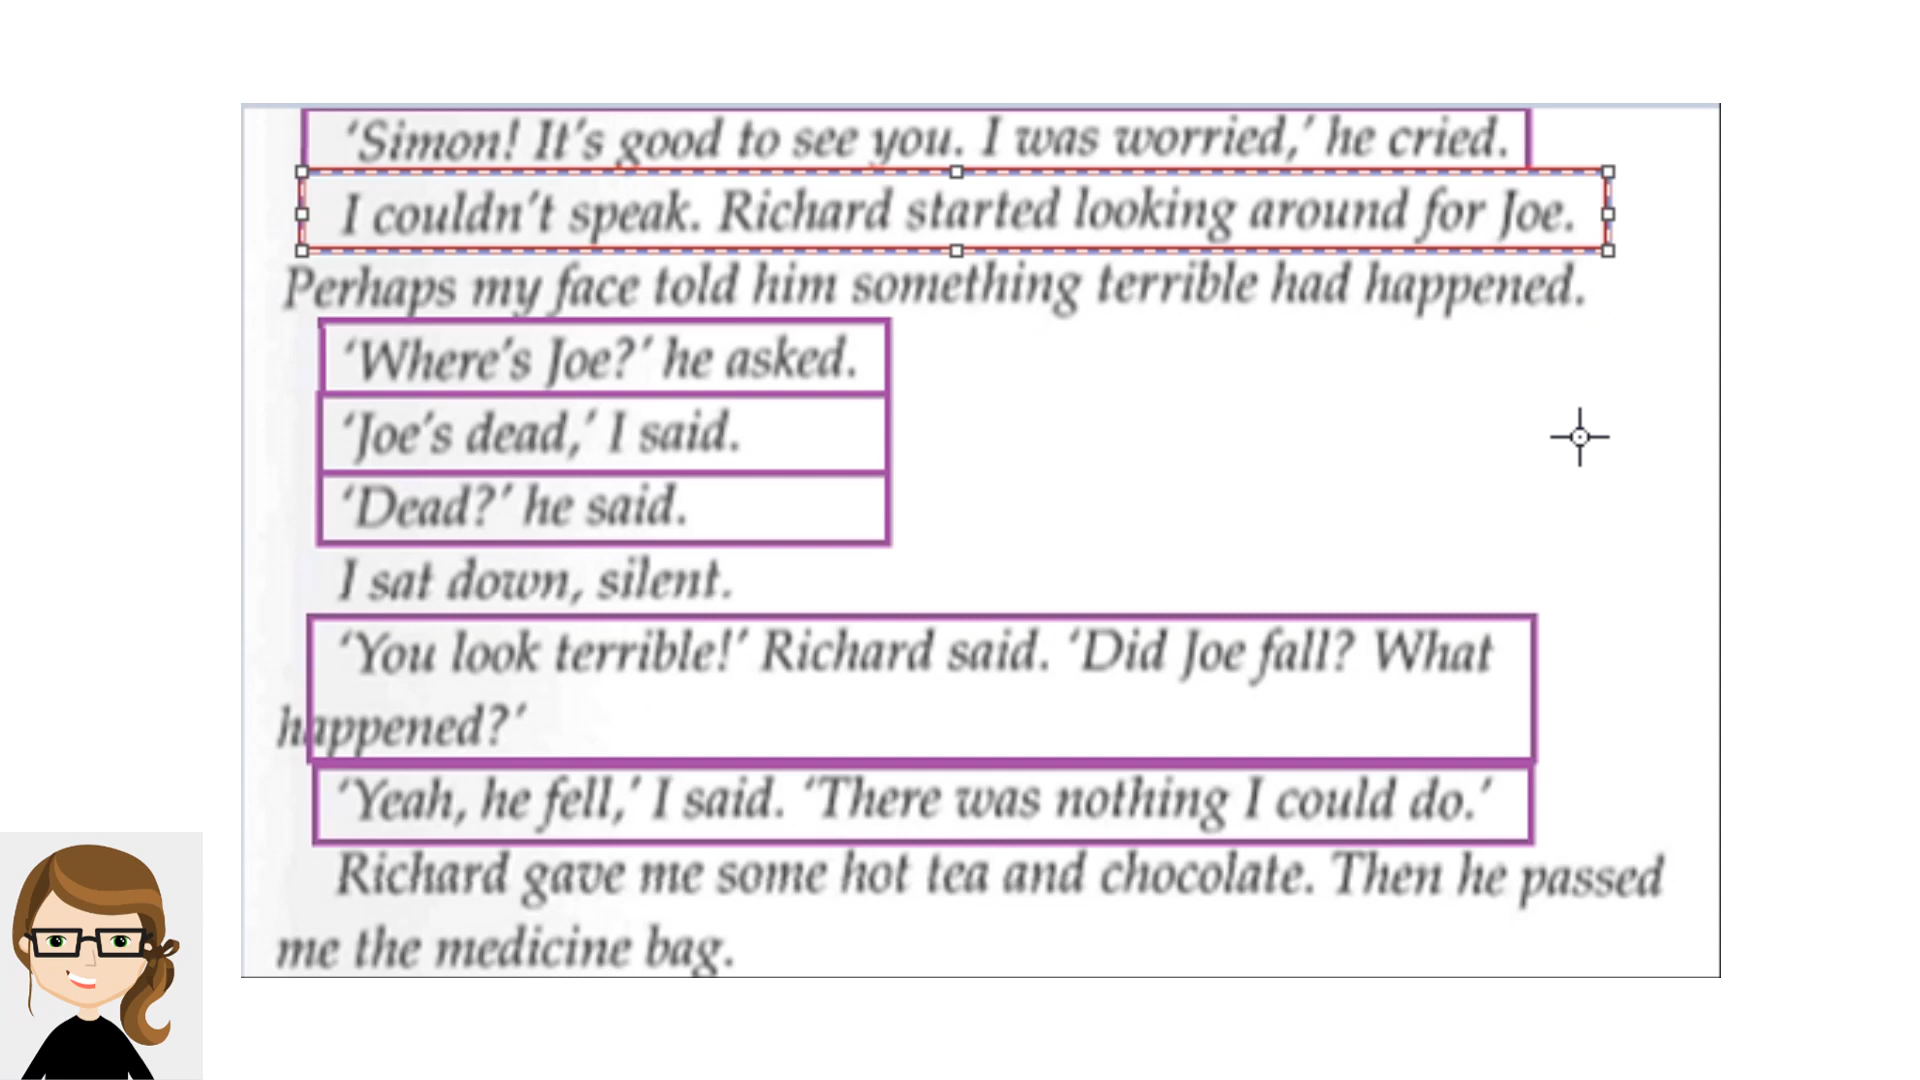 ‘Simon! It’s good to see you. I was worried,’ he cried.
I couldn’t speak. Richard started looking around for Joe.
Perhaps my face told him something terrible had happened.
‘Where’s Joe?’ he asked.
‘Joe’s dead,’ I said.
‘Dead?’ he said.
I sat down, silent.
‘You look terrible!’ Richard said. ‘Did Joe fall? What
happened?’
‘Yeah, he fell,’ I said. ‘There was nothing I could do.’
Richard gave me some hot tea and chocolate. Then he passed
me the medicine bag.